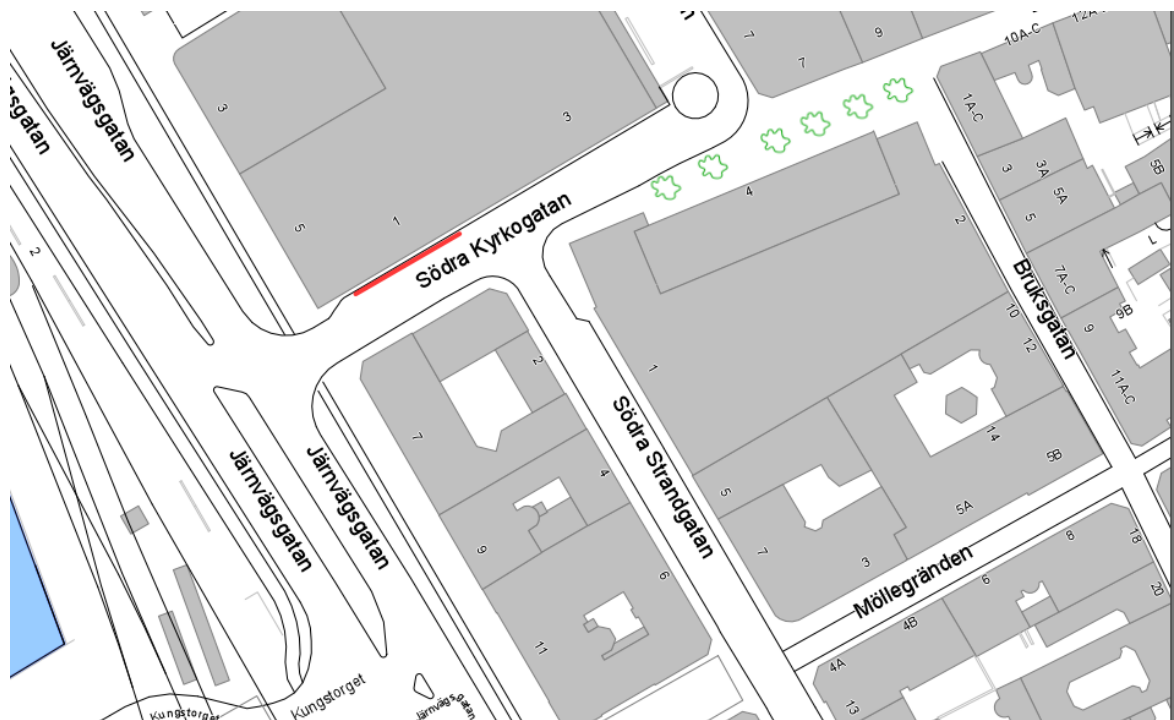 Järnvägsgatan
gsgatan
n
7
7
9
10A-C
12A
3
3
1A-C
3
3A
5A
5
5B
7A-C
L
9B
9
11A-C
5
1
2
Södra Kyrkogatan
4
2
Bruksgatan
10
12
14
5B
5A
1
5
7
3
Södra Strandgatan
Möllegränden
7
2
4
9
6
11
Järnvägsgatan
Järnvägsgatan
8
18
6
20
4B
4A
13
Kungstorget
Kungstorget
Järnvägsgatan